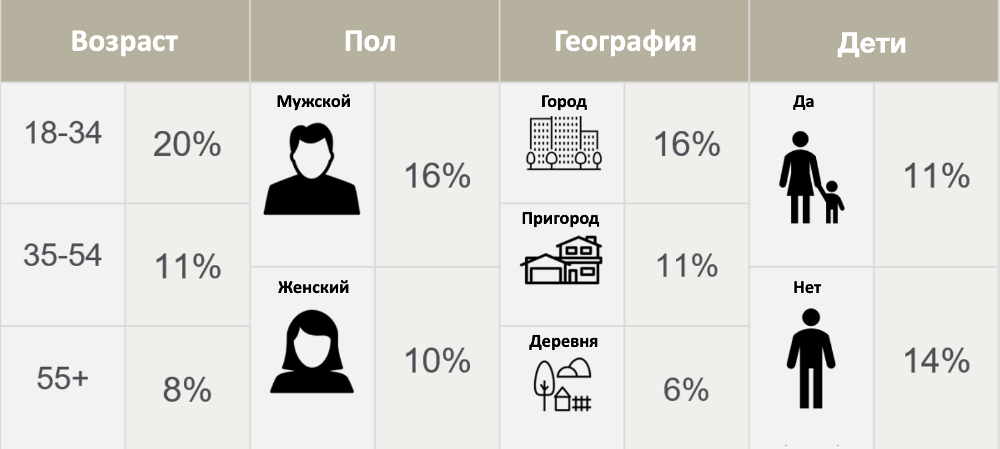 Возраст
Пол
География
Дети
18-34
20%
35-54
11%
55+
8%
Мужской
16%
Женский
10%
Город
16%
Пригород
11%
Деревня
6%
Да
11%
Нет
14%